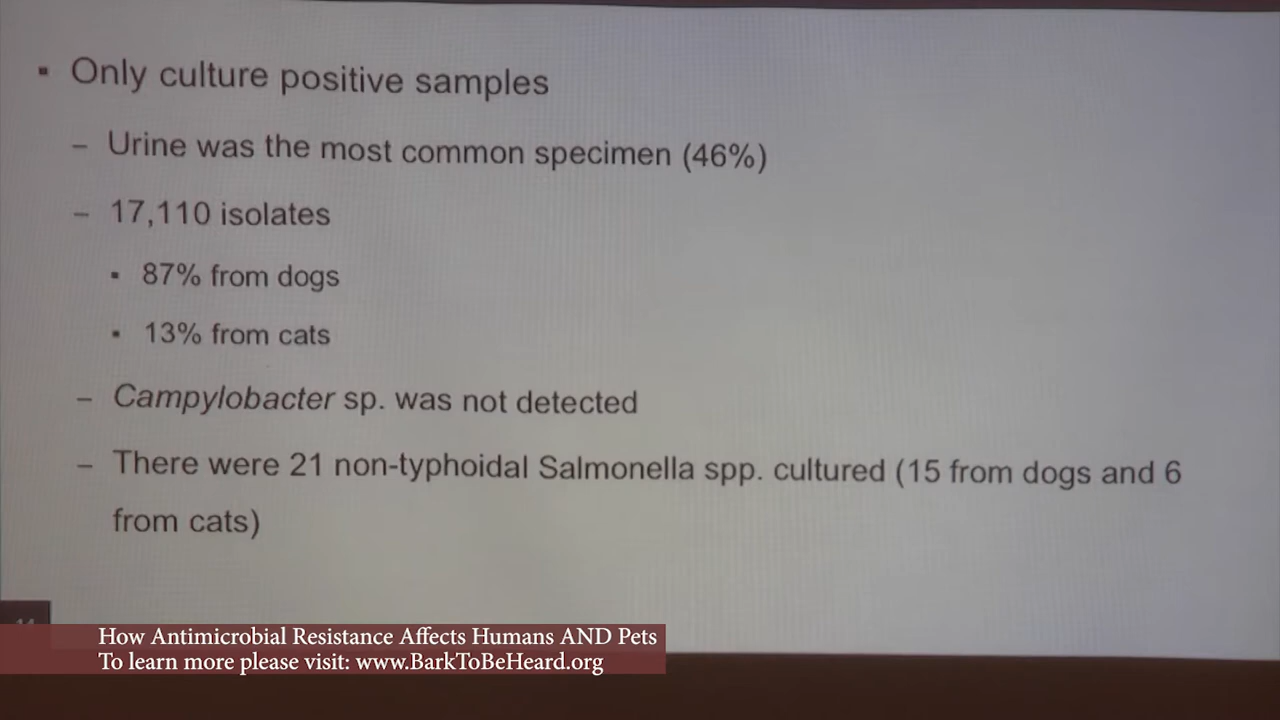 ▪ Only culture positive samples
– Urine was the most common specimen (46%)
– 17,110 isolates
▪ 87% from dogs
▪ 13% from cats
– Campylobacter sp. was not detected
– There were 21 non-typhoidal Salmonella spp. cultured (15 from dogs and 6
from cats)
How Antimicrobial Resistance Affects Humans AND Pets
To learn more please visit: www.BarkToBeHeard.org